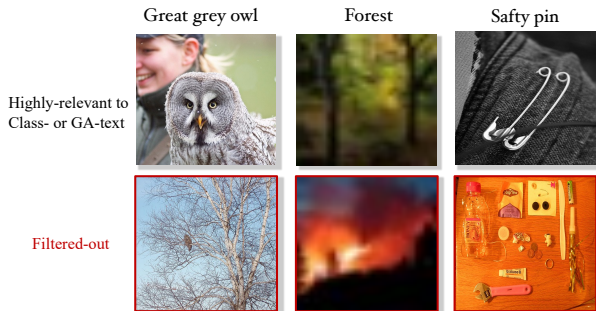 Great grey owl
Forest
Safty pin
Highly-relevant to
Class- or GA-text
Filtered-out